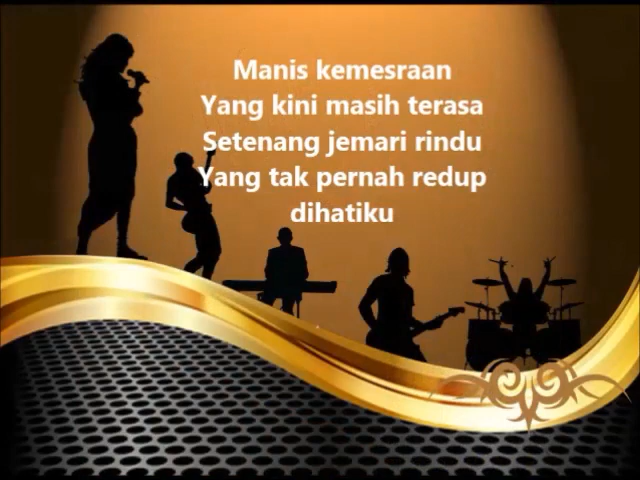 Manis kemesraan
Yang kini masih terasa
Setenang jemari rindu
Yang tak pernah redup
dihatiku